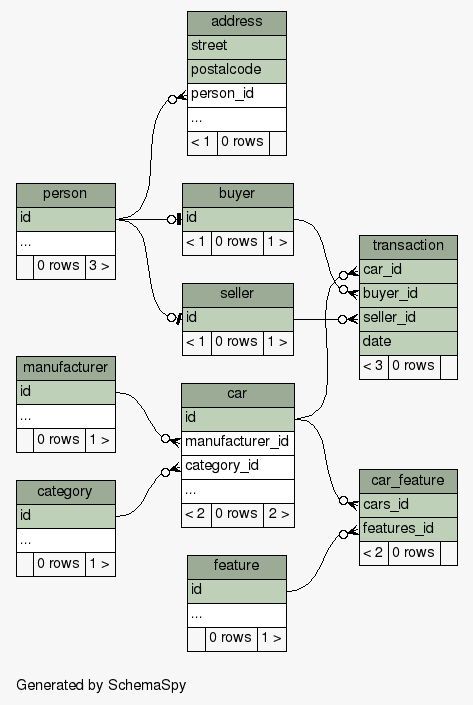 address
street
postalcode
person_id
...
< 1 0 rows
person
id
...
0 rows 3 >
buyer
id
< 1 0 rows 1 >
transaction
car_id
buyer_id
seller_id
date
< 3 0 rows
seller
id
< 1 0 rows 1 >
manufacturer
id
...
0 rows 1 >
car
id
manufacturer_id
category_id
...
< 2 0 rows 2 >
category
id
...
0 rows 1 >
car_feature
cars_id
features_id
< 2 0 rows
feature
id
...
0 rows 1 >
Generated by SchemaSpy